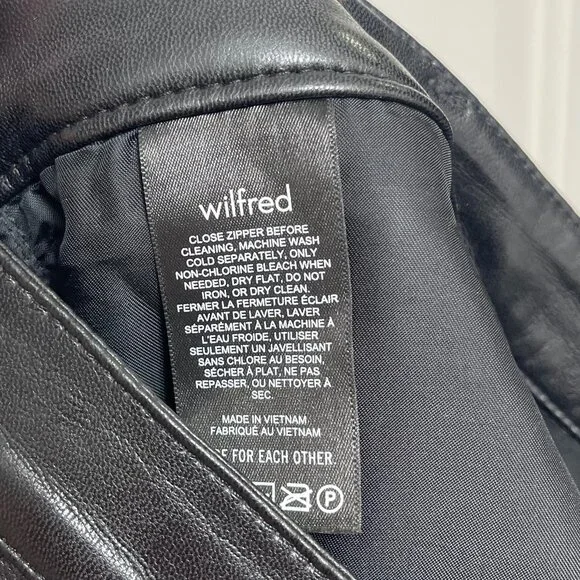 wilfred
CLOSE ZIPPER BEFORE
CLEANING, MACHINE WASH
COLD SEPARATELY, ONLY
NON-CHLORINE BLEACH WHEN
NEEDED, DRY FLAT, DO NOT
IRON, OR DRY CLEAN.
FERMER LA FERMETURE ÉCLAIR
AVANT DE LAVER, LAVER
SÉPARÉMENT À LA MACHINE À
L'EAU FROIDE, UTILISER
SEULEMENT UN JAVELLISANT
SANS CHLORE AU BESOIN,
SÉCHER À PLAT, NE PAS
REPASSER, OU NETTOYER À
SEC.
MADE IN VIETNAM
FABRIQUÉ AU VIETNAM
FOR EACH OTHER.
P